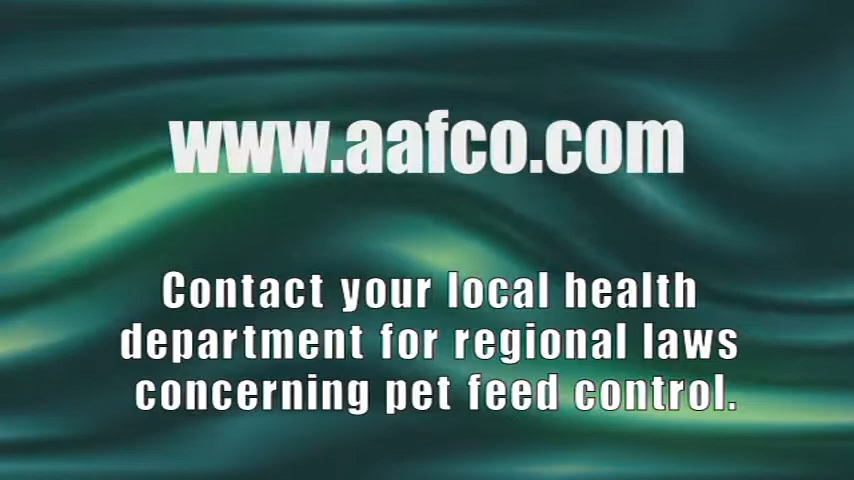 www.aafco.com
Contact your local health
department for regional laws
concerning pet feed control.